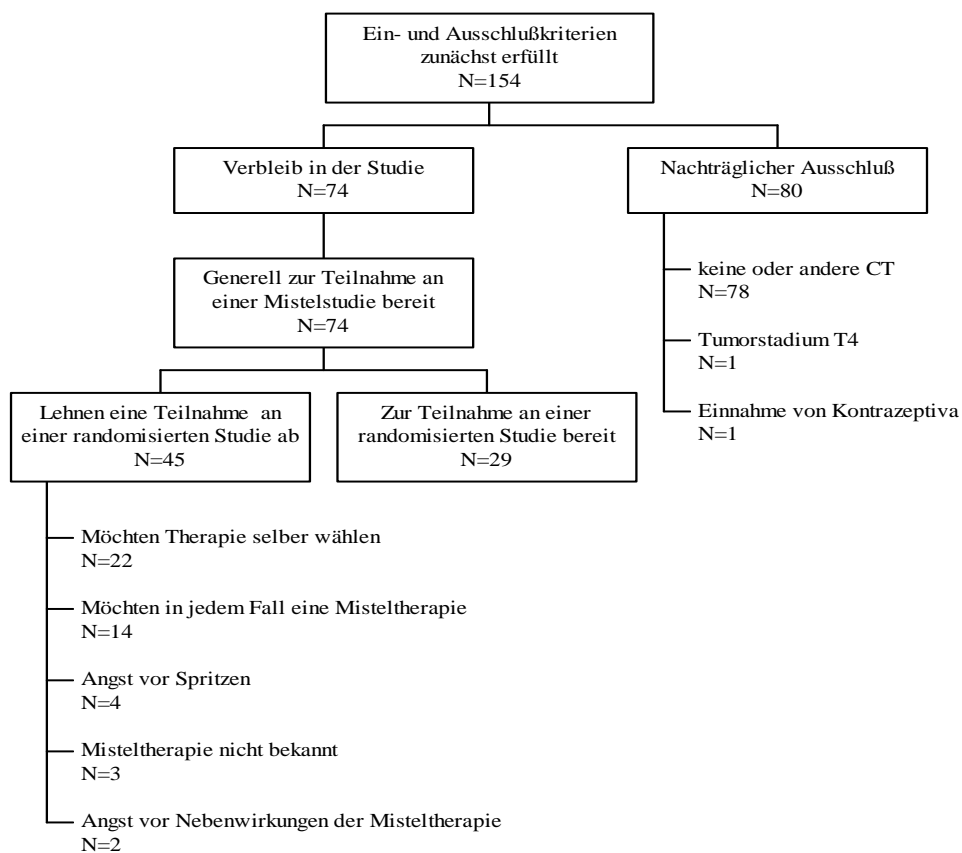 Ein- und Ausschlußkriterien
zunächst erfüllt
N=154
Verbleib in der Studie
N=74
Nachträglicher Ausschluß
N=80
Generell zur Teilnahme an
einer Mistelstudie bereit
N=74
keine oder andere CT
N=78
Tumorstadium T4
N=1
Einnahme von Kontrazeptiva
N=1
Lehnen eine Teilnahme an
einer randomisierten Studie ab
N=45
Zur Teilnahme an einer
randomisierten Studie bereit
N=29
Möchten Therapie selber wählen
N=22
Möchten in jedem Fall eine Misteltherapie
N=14
Angst vor Spritzen
N=4
Misteltherapie nicht bekannt
N=3
Angst vor Nebenwirkungen der Misteltherapie
N=2